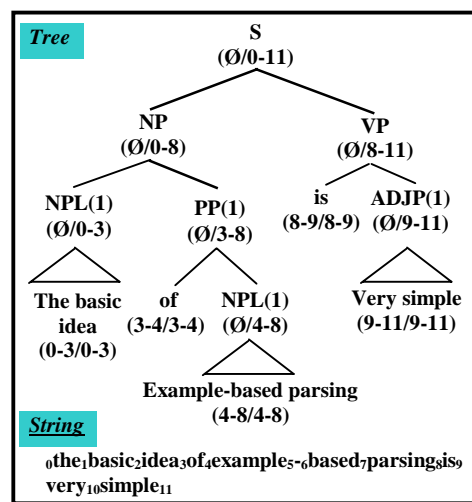 Tree
S
(Ø/0-11)
NP
(Ø/0-8)
VP
(Ø/8-11)
NPL(1)
(Ø/0-3)
PP(1)
(Ø/3-8)
is
(8-9/8-9)
ADJP(1)
(Ø/9-11)
The basic
idea
(0-3/0-3)
of
(3-4/3-4)
NPL(1)
(Ø/4-8)
Very simple
(9-11/9-11)
Example-based parsing
(4-8/4-8)
String
₀the₁basic₂idea₃of₄example₅-₆based₇parsing₈is₉
very₁₀simple₁₁